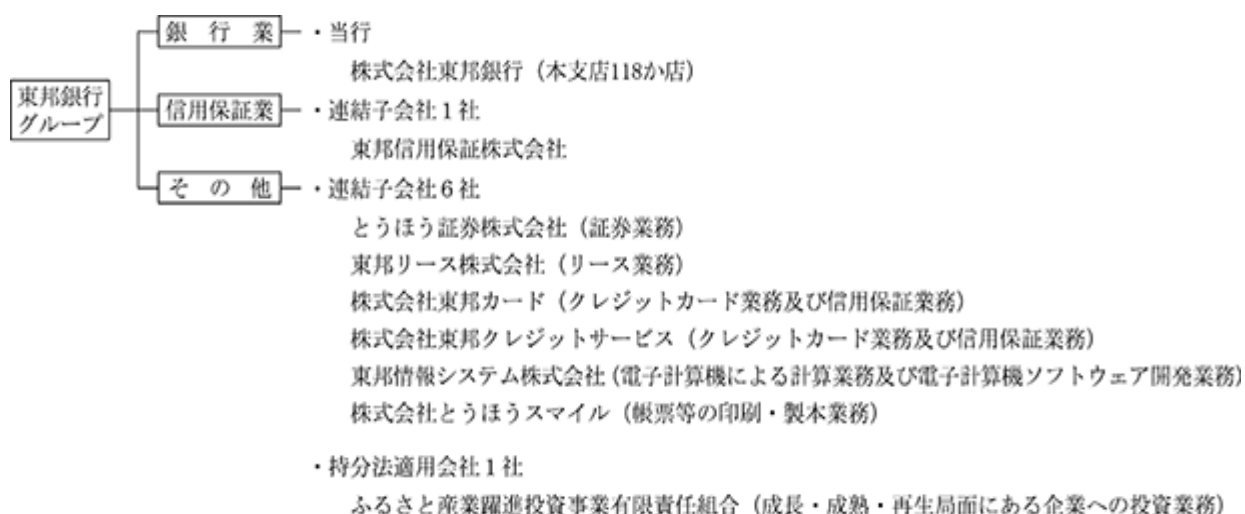 東邦銀行
グループ
銀行業
・当行
株式会社東邦銀行（本支店118か店）
信用保証業
・連結子会社1社
東邦信用保証株式会社
その他
・連結子会社6社
とうほう証券株式会社（証券業務）
東邦リース株式会社（リース業務）
株式会社東邦カード（クレジットカード業務及び信用保証業務）
株式会社東邦クレジットサービス（クレジットカード業務及び信用保証業務）
東邦情報システム株式会社（電子計算機による計算業務及び電子計算機ソフトウェア開発業務）
株式会社とうほうスマイル（帳票等の印刷・製本業務）
・持分法適用会社1社
ふるさと産業躍進投資事業有限責任組合（成長・成熟・再生局面にある企業への投資業務）